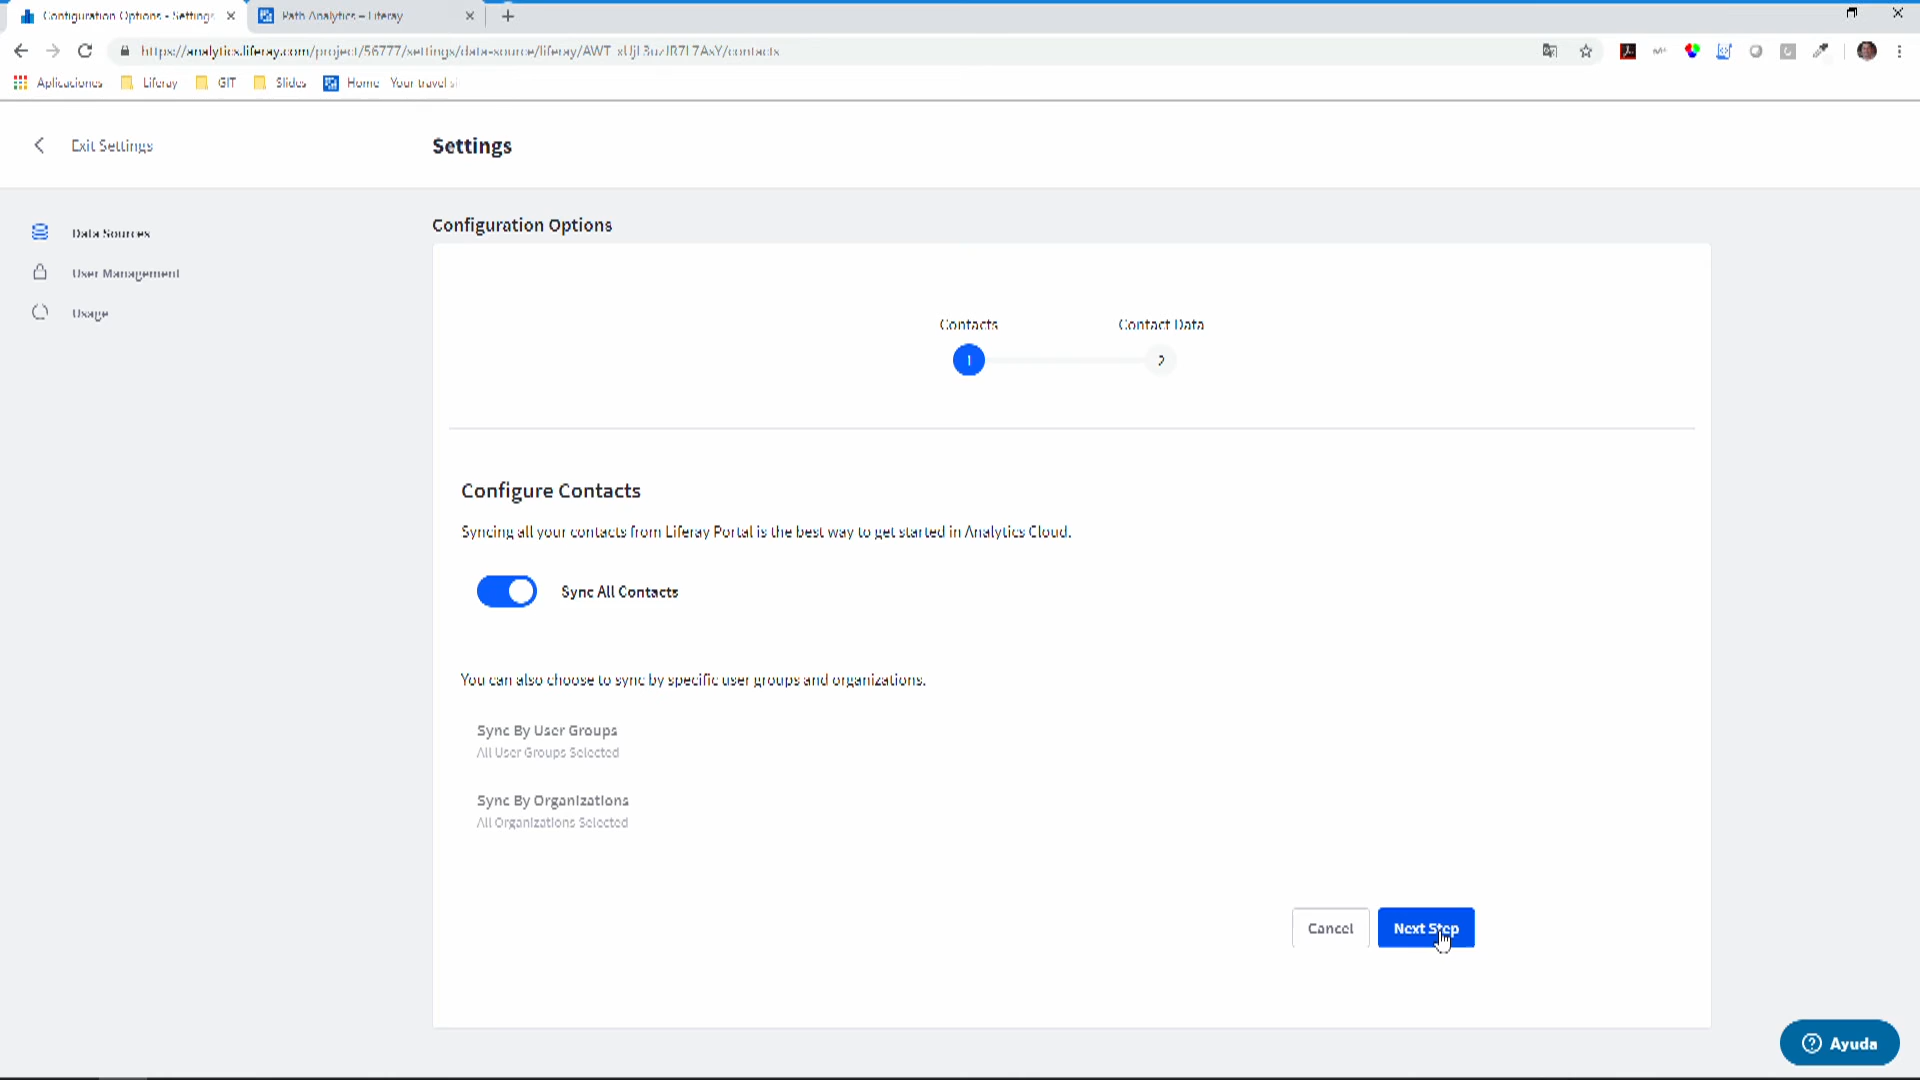 Configuration Options - Settings
Path Analytics – Liferay
https://analytics.liferay.com/project/56777/settings/data-source/liferay/
/contacts
Aplicaciones
Liferay
GIT
Slides
Home
Your travel si
Exit Settings
Settings
Data Sources
User Management
Usage
Configuration Options
Contacts
Contact Data
1
2
Configure Contacts
Syncing all your contacts from Liferay Portal is the best way to get started in Analytics Cloud.
Sync All Contacts
You can also choose to sync by specific user groups and organizations.
Sync By User Groups
All User Groups Selected
Sync By Organizations
All Organizations Selected
Cancel
Next Step
Ayuda